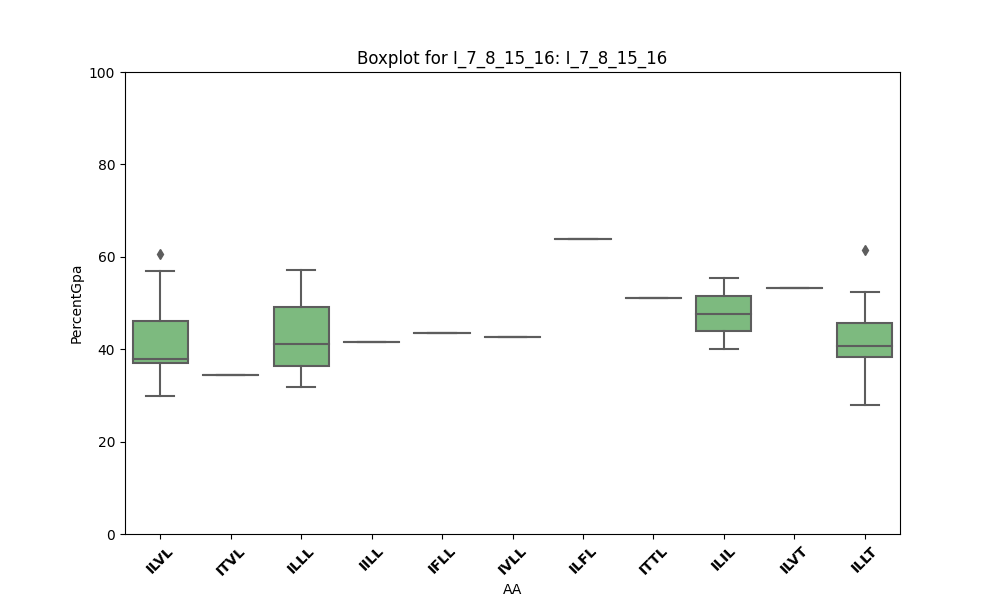 Boxplot for I_7_8_15_16: I_7_8_15_16
100
80
60
40
20
0
PercentGpa
ILVL
ITVL
ILLL
IILL
IFLL
IVLL
ILFL
ITTL
ILIL
ILVT
ILLT
AA